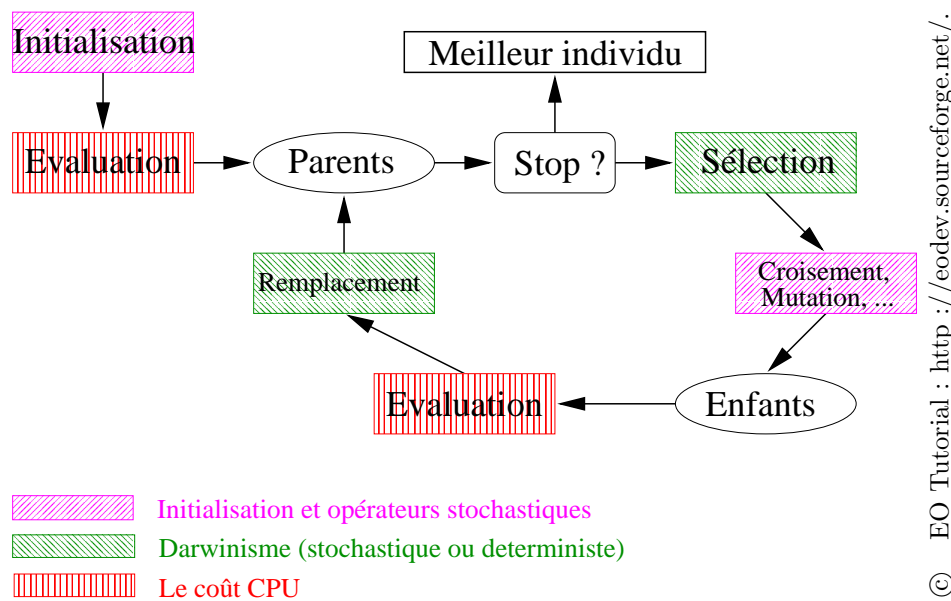 Initialisation
Meilleur individu
Evaluation
Parents
Stop ?
Sélection
Remplacement
Croisement,
Mutation, ...
Evaluation
Enfants
Initialisation et opérateurs stochastiques
Darwinisme (stochastique ou deterministe)
Le coût CPU
© EO Tutorial : http ://eodev.sourceforge.net/.